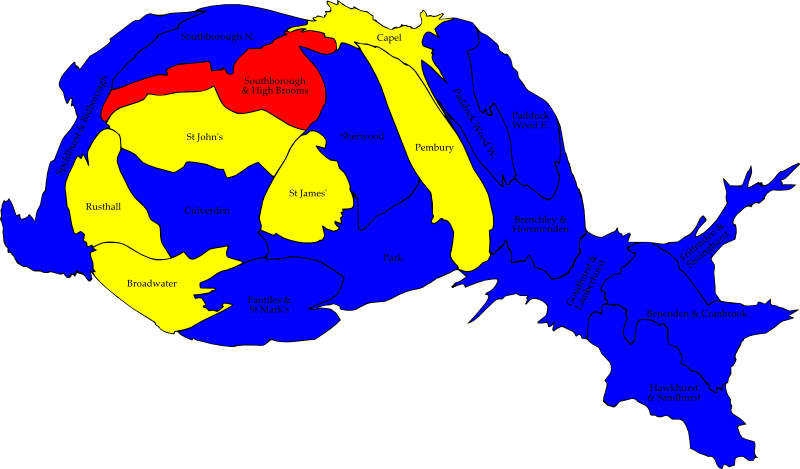 Southborough N.
Capel
Southborough
& High Brooms
Speldhurst & Bidborough
Paddock
Wood E.
Paddock Wood W.
St John's
Sherwood
Pembury
St James'
Rusthall
Culverden
Brenchley &
Horsmonden
Frittenden &
Sissinghurst
Park
Goudhurst &
Lamberhurst
Broadwater
Pantiles &
St Mark's
Benenden & Cranbrook
Hawkhurst
& Sandhurst